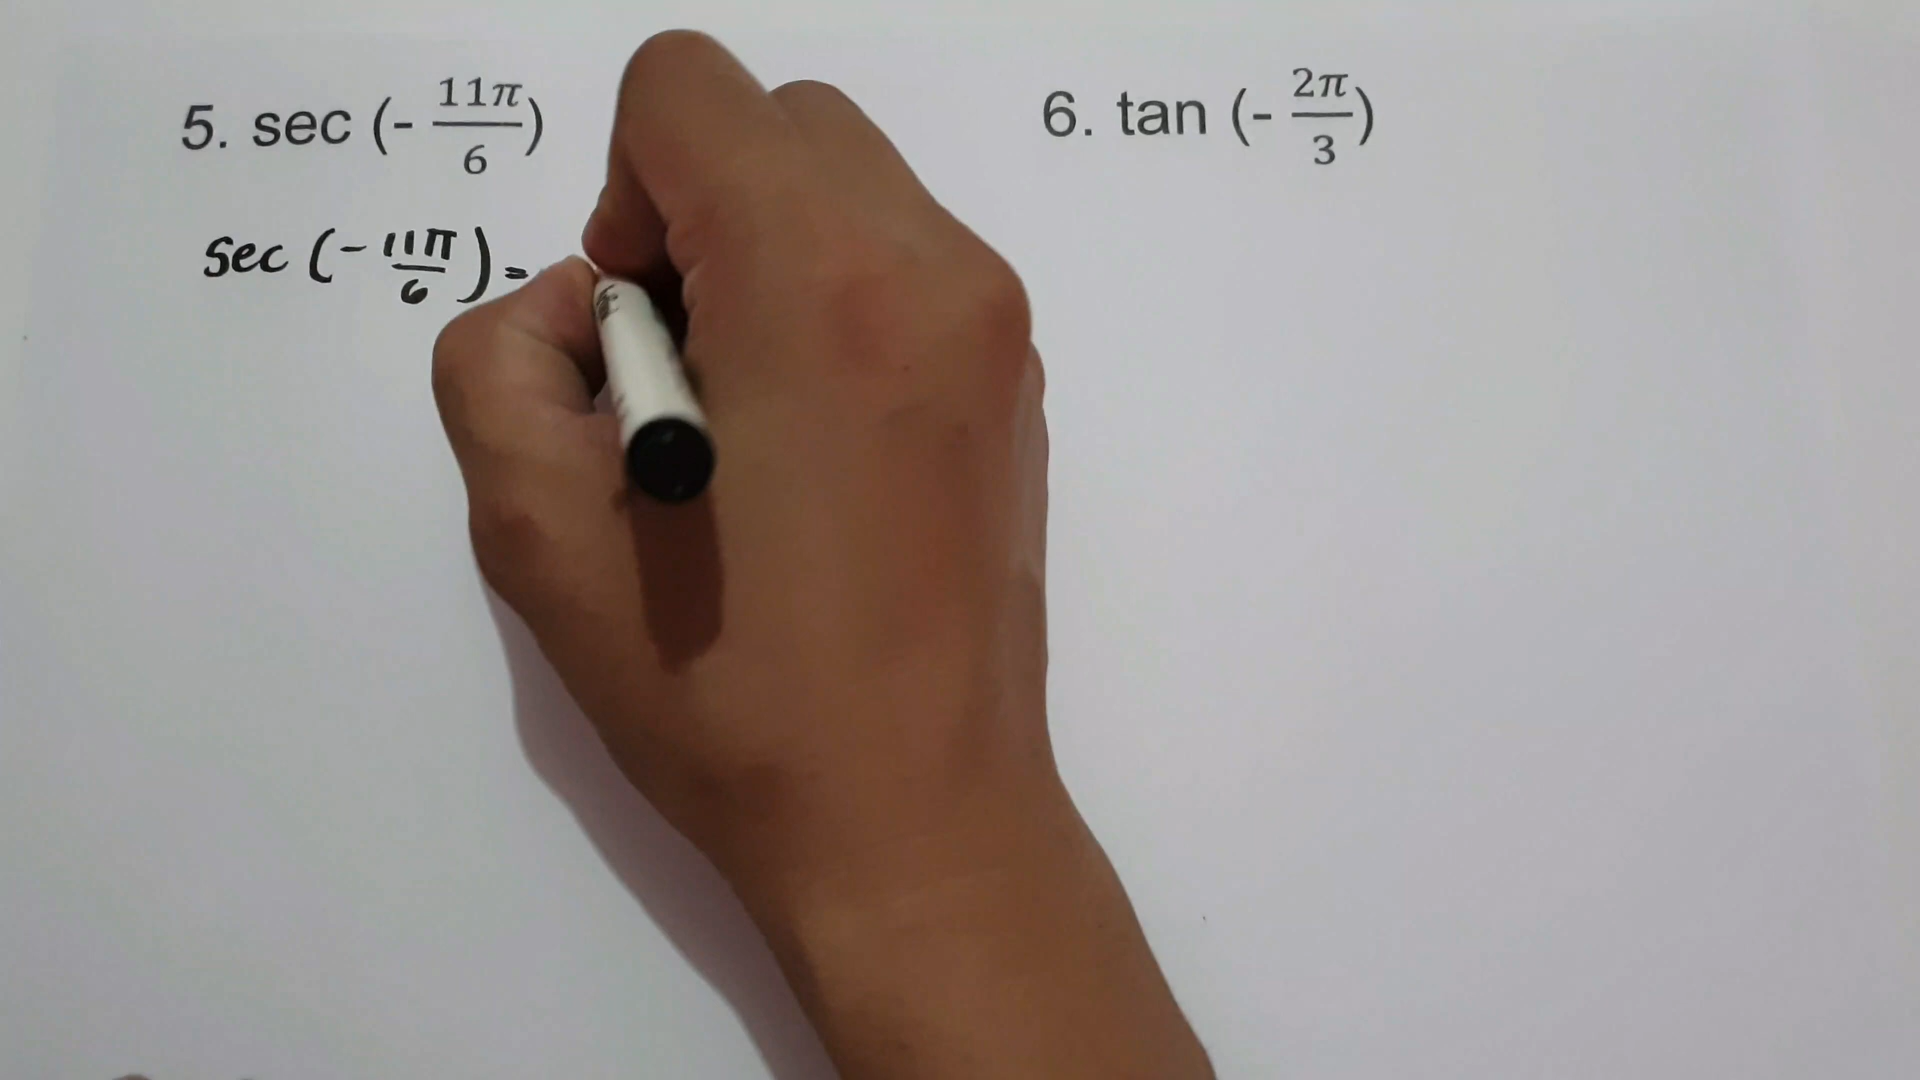 5. sec (- 11π/6)
6. tan (- 2π/3)
sec (- 11π/6) =